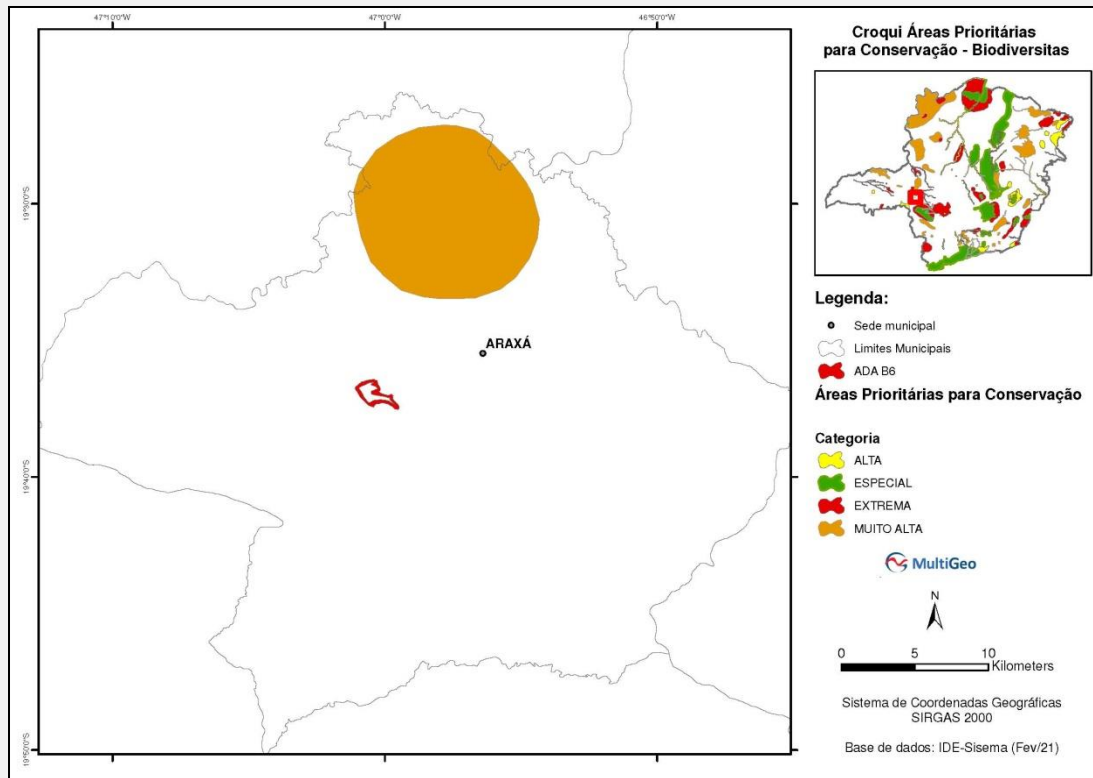 47°10'0"W
47°0'0"W
46°50'0"W
19°30'0"S
19°40'0"S
19°50'0"S
ARAXÁ
Croqui Áreas Prioritárias
para Conservação - Biodiversitas
Legenda:
Sede municipal
Limites Municipais
ADA B6
Áreas Prioritárias para Conservação
Categoria
ALTA
ESPECIAL
EXTREMA
MUITO ALTA
MultiGeo
N
0 5 10
Kilometers
Sistema de Coordenadas Geográficas
SIRGAS 2000
Base de dados: IDE-Sisema (Fev/21)